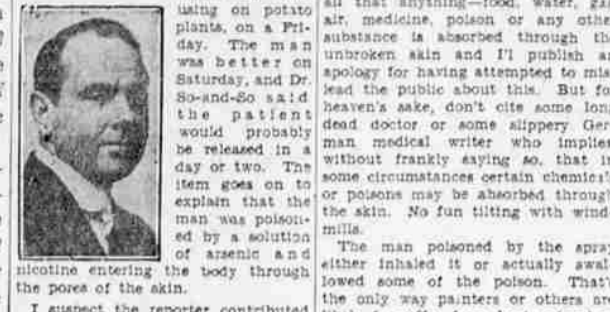 using on potato
plants, on a Fri-
day. The man
was better on
Saturday, and Dr.
So-and-So said
the patient
would probably
be released in a
day or two. The
item goes on to
explain that the
man was poison-
ed by a solution
of arsenic and
nicotine entering the body through
the pores of the skin.
I suspect the reporter contributed
all that anything—food, water, gas
air, medicine, poison or any othe
substance is absorbed through th
unbroken skin and I'll publish a
apology for having attempted to mis
lead the public about this. But fo
heaven's sake, don't cite some lon
dead doctor or some slippery Ger
man medical writer who implies
without frankly saying so, that in
some circumstances certain chemica's
or poisons may be absorbed throug
the skin. No fun tilting with wind
mills.
The man poisoned by the spray
either inhaled it or actually swal
lowed some of the poison. That's
the only way painters or others are